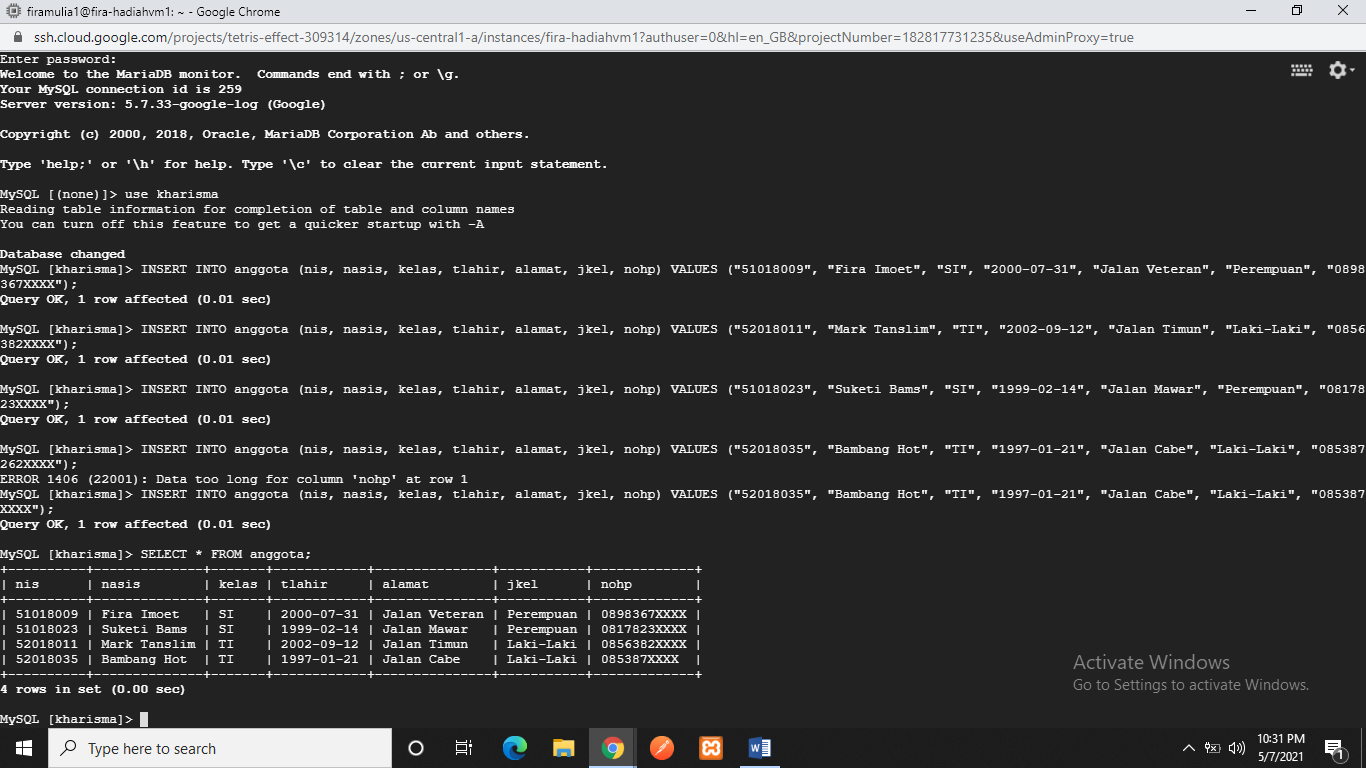 firamulia1@fira-hadiahvm1: ~ - Google Chrome
ssh.cloud.google.com/projects/tetris-effect-309314/zones/us-central1-a/instances/fira-hadiahvm1?authuser=0&hl=en_GB&projectNumber=182817731235&useAdminProxy=true
Enter password:
Welcome to the MariaDB monitor.  Commands end with ; or \g.
Your MySQL connection id is 259
Server version: 5.7.33-google-log (Google)
Copyright (c) 2000, 2018, Oracle, MariaDB Corporation Ab and others.
Type 'help;' or '\h' for help. Type '\c' to clear the current input statement.
MySQL [(none)]> use kharisma
Reading table information for completion of table and column names
You can turn off this feature to get a quicker startup with -A
Database changed
MySQL [kharisma]> INSERT INTO anggota (nis, nasis, kelas, tlahir, alamat, jkel, nohp) VALUES ("51018009", "Fira Imoet", "SI", "2000-07-31", "Jalan Veteran", "Perempuan", "0898
367XXXX");
Query OK, 1 row affected (0.01 sec)
MySQL [kharisma]> INSERT INTO anggota (nis, nasis, kelas, tlahir, alamat, jkel, nohp) VALUES ("52018011", "Mark Tanslim", "TI", "2002-09-12", "Jalan Timun", "Laki-Laki", "0856
382XXXX");
Query OK, 1 row affected (0.01 sec)
MySQL [kharisma]> INSERT INTO anggota (nis, nasis, kelas, tlahir, alamat, jkel, nohp) VALUES ("51018023", "Suketi Bams", "SI", "1999-02-14", "Jalan Mawar", "Perempuan", "08178
23XXXX");
Query OK, 1 row affected (0.01 sec)
MySQL [kharisma]> INSERT INTO anggota (nis, nasis, kelas, tlahir, alamat, jkel, nohp) VALUES ("52018035", "Bambang Hot", "TI", "1997-01-21", "Jalan Cabe", "Laki-Laki", "085387
262XXXX");
ERROR 1406 (22001): Data too long for column 'nohp' at row 1
MySQL [kharisma]> INSERT INTO anggota (nis, nasis, kelas, tlahir, alamat, jkel, nohp) VALUES ("52018035", "Bambang Hot", "TI", "1997-01-21", "Jalan Cabe", "Laki-Laki", "085387
XXXX");
Query OK, 1 row affected (0.01 sec)
MySQL [kharisma]> SELECT * FROM anggota;
+----------+--------------+-------+------------+---------------+-----------+-------------+
| nis      | nasis        | kelas | tlahir     | alamat        | jkel      | nohp        |
+----------+--------------+-------+------------+---------------+-----------+-------------+
| 51018009 | Fira Imoet   | SI    | 2000-07-31 | Jalan Veteran | Perempuan | 0898367XXXX |
| 51018023 | Suketi Bams  | SI    | 1999-02-14 | Jalan Mawar   | Perempuan | 0817823XXXX |
| 52018011 | Mark Tanslim | TI    | 2002-09-12 | Jalan Timun   | Laki-Laki | 0856382XXXX |
| 52018035 | Bambang Hot  | TI    | 1997-01-21 | Jalan Cabe    | Laki-Laki | 085387XXXX  |
+----------+--------------+-------+------------+---------------+-----------+-------------+
4 rows in set (0.00 sec)
MySQL [kharisma]>
Activate Windows
Go to Settings to activate Windows.
Type here to search
10:31 PM
5/7/2021
1